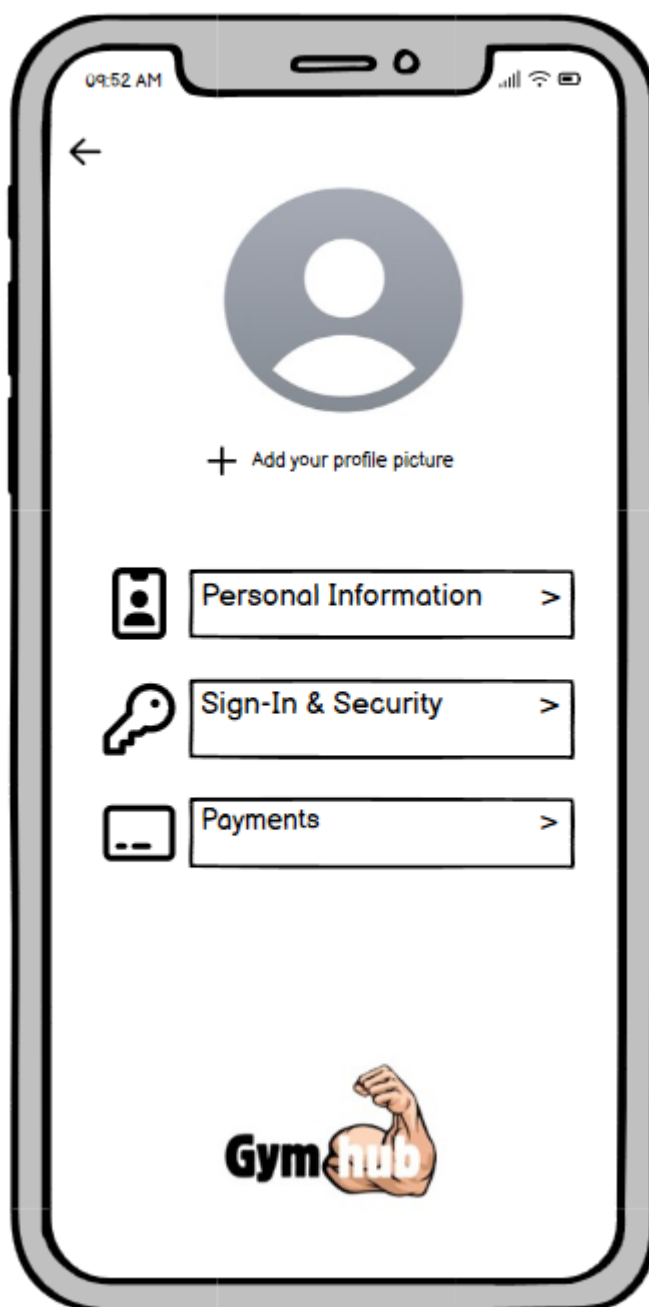 09:52 AM
Add your profile picture
Personal Information >
Sign-In & Security >
Payments >
Gym hub